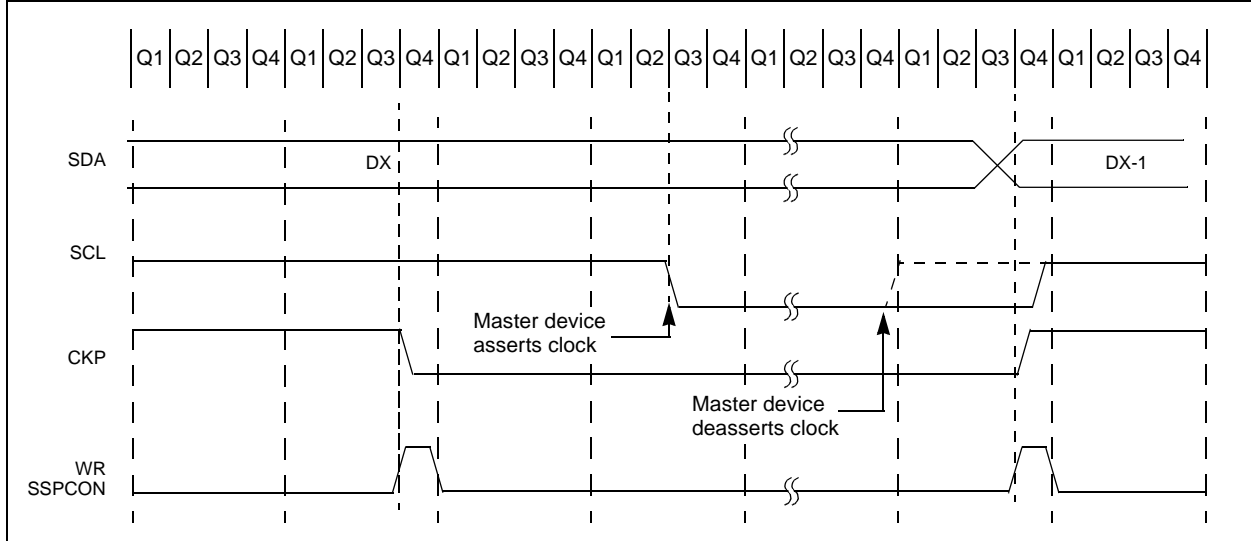 Q1 Q2 Q3 Q4 Q1 Q2 Q3 Q4 Q1 Q2 Q3 Q4 Q1 Q2 Q3 Q4 Q1 Q2 Q3 Q4 Q1 Q2 Q3 Q4 Q1 Q2 Q3 Q4
SDA
DX
DX-1
SCL
Master device
asserts clock
CKP
Master device
deasserts clock
WR
SSPCON